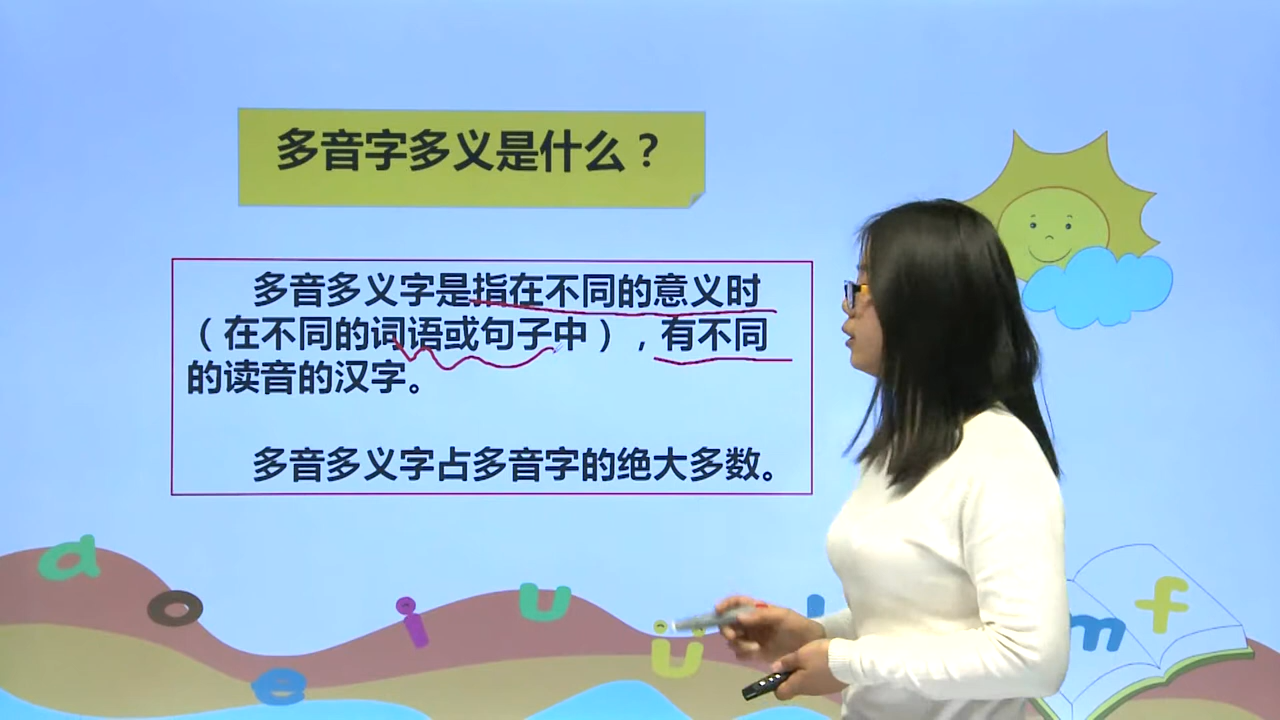 多音字多义是什么？
多音多义字是指在不同的意义时
（在不同的词语或句子中），有不同
的读音的汉字。
多音多义字占多音字的绝大多数。
a
o
e
i
u
ü
m
f